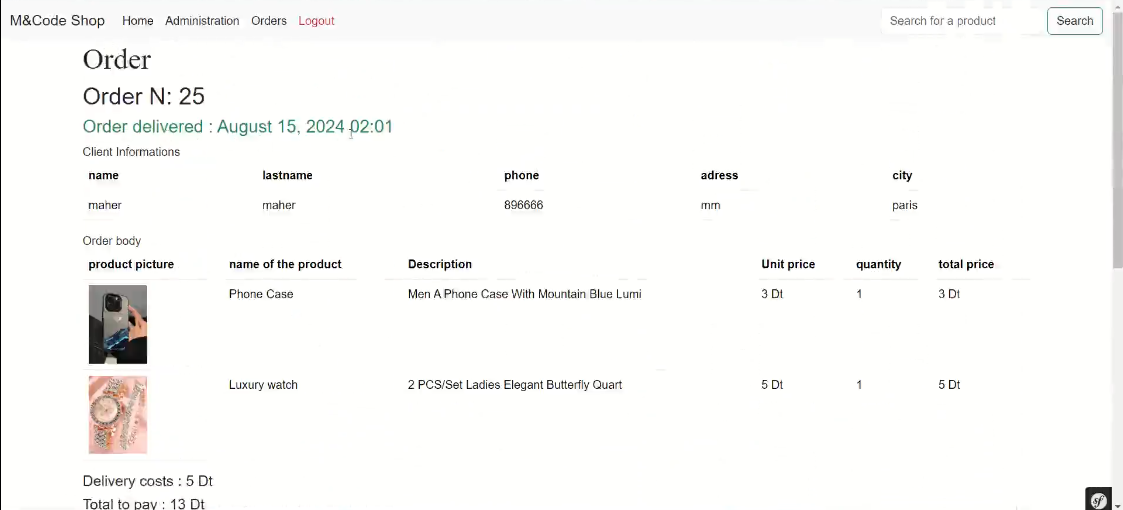 M&Code Shop Home Administration Orders Logout Search for a product Search
Order
Order N: 25
Order delivered : August 15, 2024 02:01
Client Informations
name lastname phone adress city
maher maher 896666 mm paris
Order body
product picture name of the product Description Unit price quantity total price
Phone Case Men A Phone Case With Mountain Blue Lumi 3 Dt 1 3 Dt
Luxury watch 2 PCS/Set Ladies Elegant Butterfly Quart 5 Dt 1 5 Dt
Delivery costs : 5 Dt
Total to pay : 13 Dt
sf